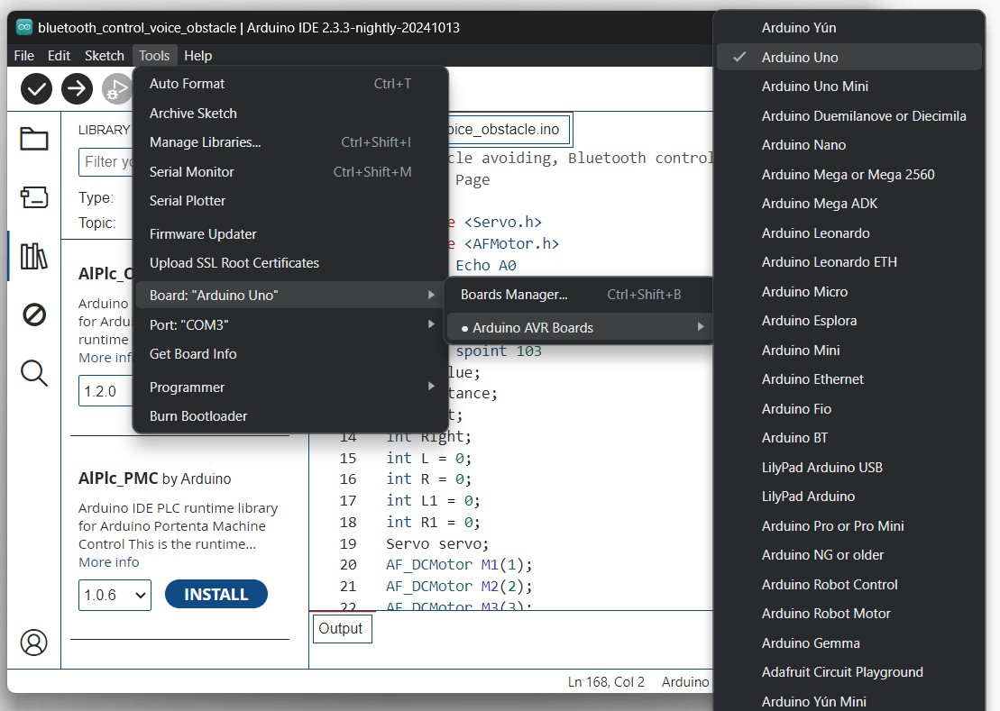 bluetooth_control_voice_obstacle | Arduino IDE 2.3.3-nightly-20241013
File Edit Sketch Tools Help
LIBRARY
Filter
Type:
Topic:
Arduino
for
runtime
More
1.2.0
AIPlc_PMC by Arduino
Arduino IDE PLC runtime library
for Arduino Portenta Machine
Control This is the runtime...
More info
1.0.6 INSTALL
Auto Format Ctrl+T
Archive Sketch
Manage Libraries... Ctrl+Shift+I
Serial Monitor Ctrl+Shift+M
Serial Plotter
Firmware Updater
Upload SSL Root Certificates
Board: "Arduino Uno"
Port: "COM3"
Get Board Info
Programmer
Burn Bootloader
Boards Manager... Ctrl+Shift+B
● Arduino AVR Boards
oice_obstacle.ino
cle avoiding, Bluetooth control
Page
e <Servo.h>
e <AFMotor.h>
Echo A0
spoint 103
lue;
tance;
t;
14 int Right;
15 int L = 0;
16 int R = 0;
17 int L1 = 0;
18 int R1 = 0;
19 Servo servo;
20 AF_DCMotor M1(1);
21 AF_DCMotor M2(2);
22 AF_DCMotor M3(3);
Output
Ln 168, Col 2 Arduino
Arduino Yún
Arduino Uno
Arduino Uno Mini
Arduino Duemilanove or Diecimila
Arduino Nano
Arduino Mega or Mega 2560
Arduino Mega ADK
Arduino Leonardo
Arduino Leonardo ETH
Arduino Micro
Arduino Esplora
Arduino Mini
Arduino Ethernet
Arduino Fio
Arduino BT
LilyPad Arduino USB
LilyPad Arduino
Arduino Pro or Pro Mini
Arduino NG or older
Arduino Robot Control
Arduino Robot Motor
Arduino Gemma
Adafruit Circuit Playground
Arduino Yún Mini